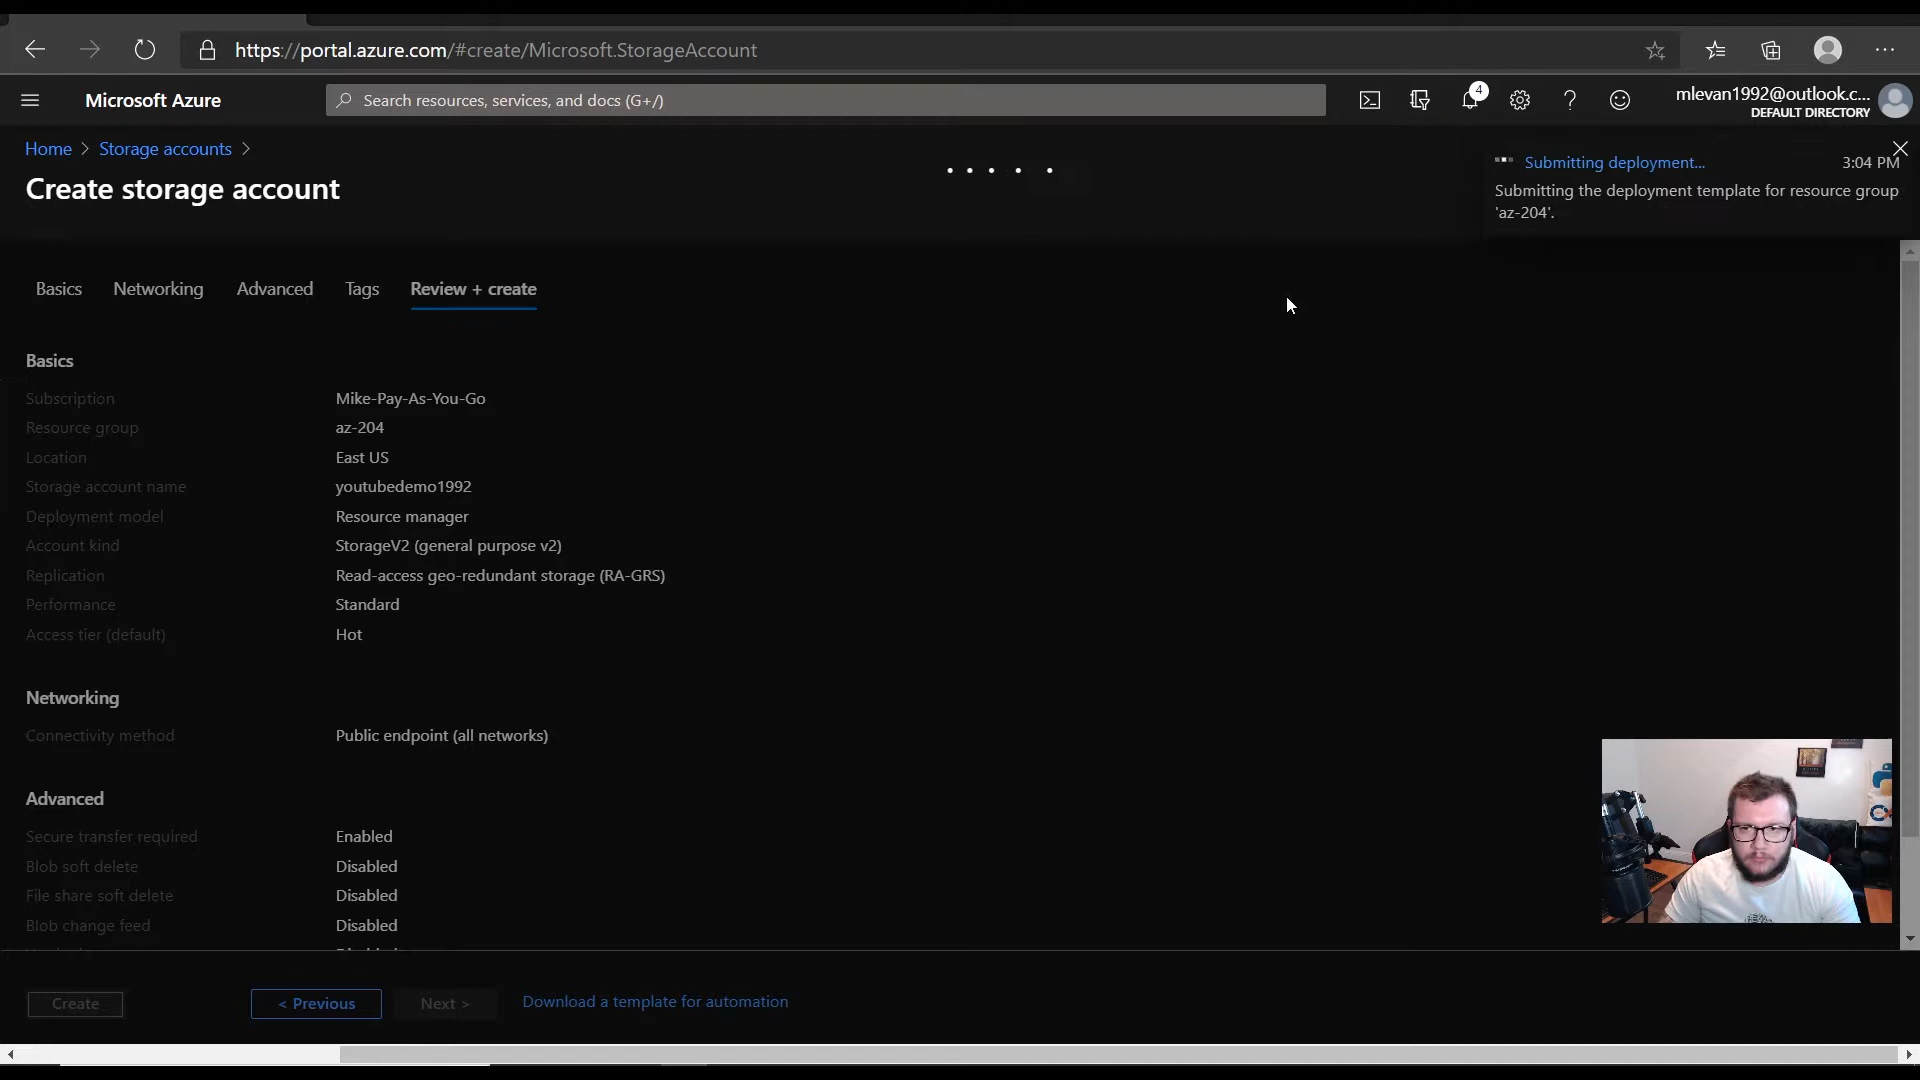 https://portal.azure.com/#create/Microsoft.StorageAccount
Microsoft Azure
Search resources, services, and docs (G+/)
4
mlevan1992@outlook.c...
DEFAULT DIRECTORY
Home > Storage accounts >
Create storage account
Submitting deployment...
3:04 PM
Submitting the deployment template for resource group
'az-204'.
Basics Networking Advanced Tags Review + create
Basics
Subscription Mike-Pay-As-You-Go
Resource group az-204
Location East US
Storage account name youtubedemo1992
Deployment model Resource manager
Account kind StorageV2 (general purpose v2)
Replication Read-access geo-redundant storage (RA-GRS)
Performance Standard
Access tier (default) Hot
Networking
Connectivity method Public endpoint (all networks)
Advanced
Secure transfer required Enabled
Blob soft delete Disabled
File share soft delete Disabled
Blob change feed Disabled
Create < Previous Next > Download a template for automation